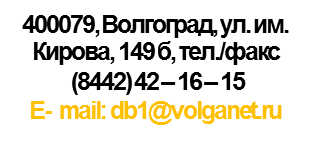 400079, Волгоград, ул. им.
Кирова, 149 б, тел./факс
(8442) 42 – 16 – 15
E- mail: db1@volganet.ru